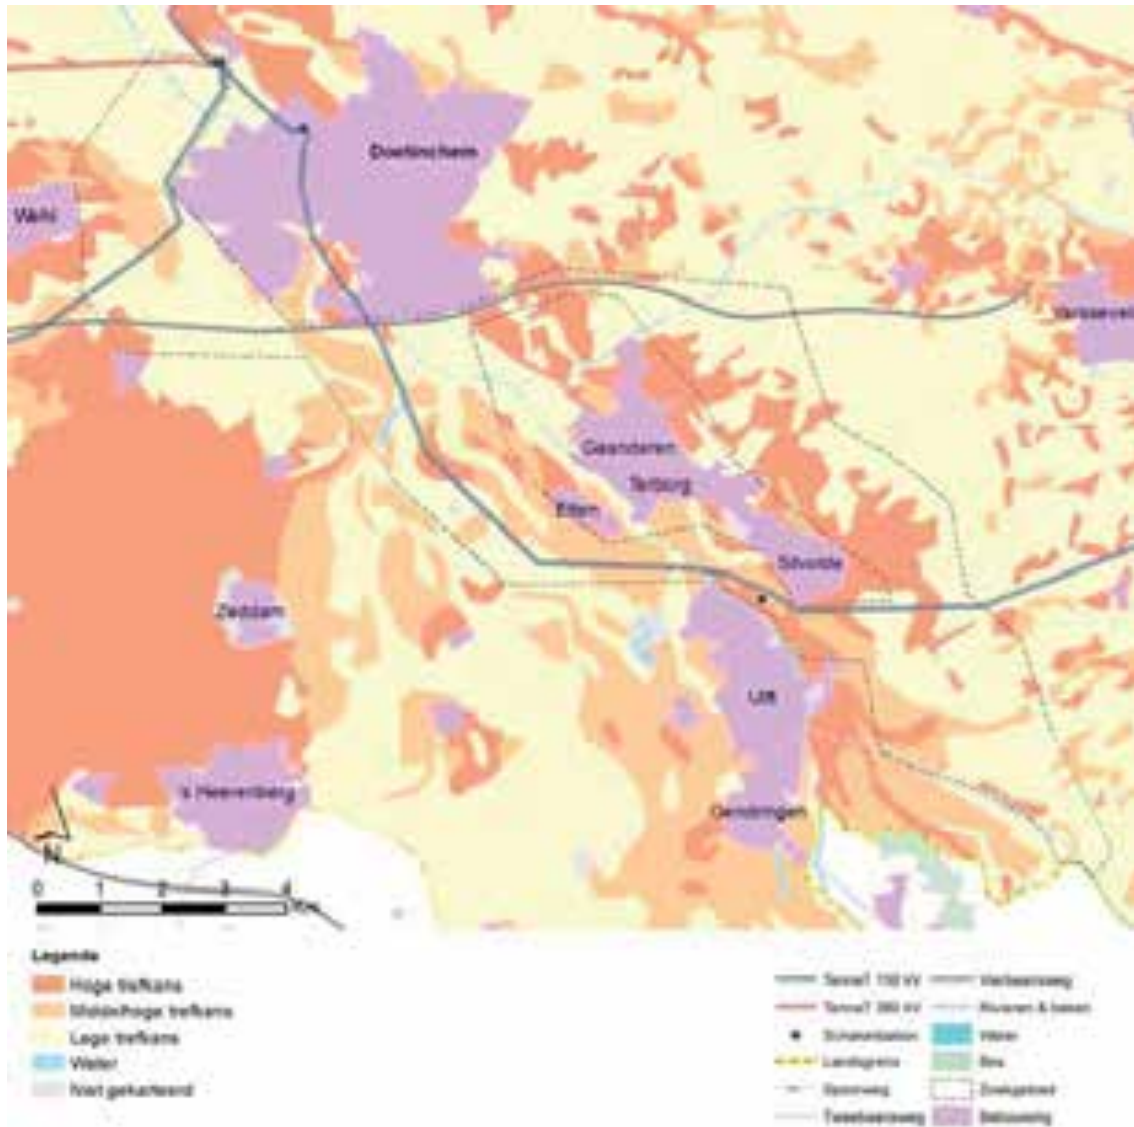 Doetinchem
Wehl
Varsseveld
Gaanderen
Terborg
Etten
Silvolde
Zeddam
Ulft
's Heerenberg
Gendringen
N
0 1 2 3 4
Km
Legenda
Hoge trefkans
Middelhoge trefkans
Lage trefkans
Water
Niet gekarteerd
TenneT 150 kV
TenneT 380 kV
Schakelstation
Landsgrens
Spoorweg
Tweebaansweg
Vierbaansweg
Rivieren & beken
Water
Bos
Zoekgebied
Bebouwing